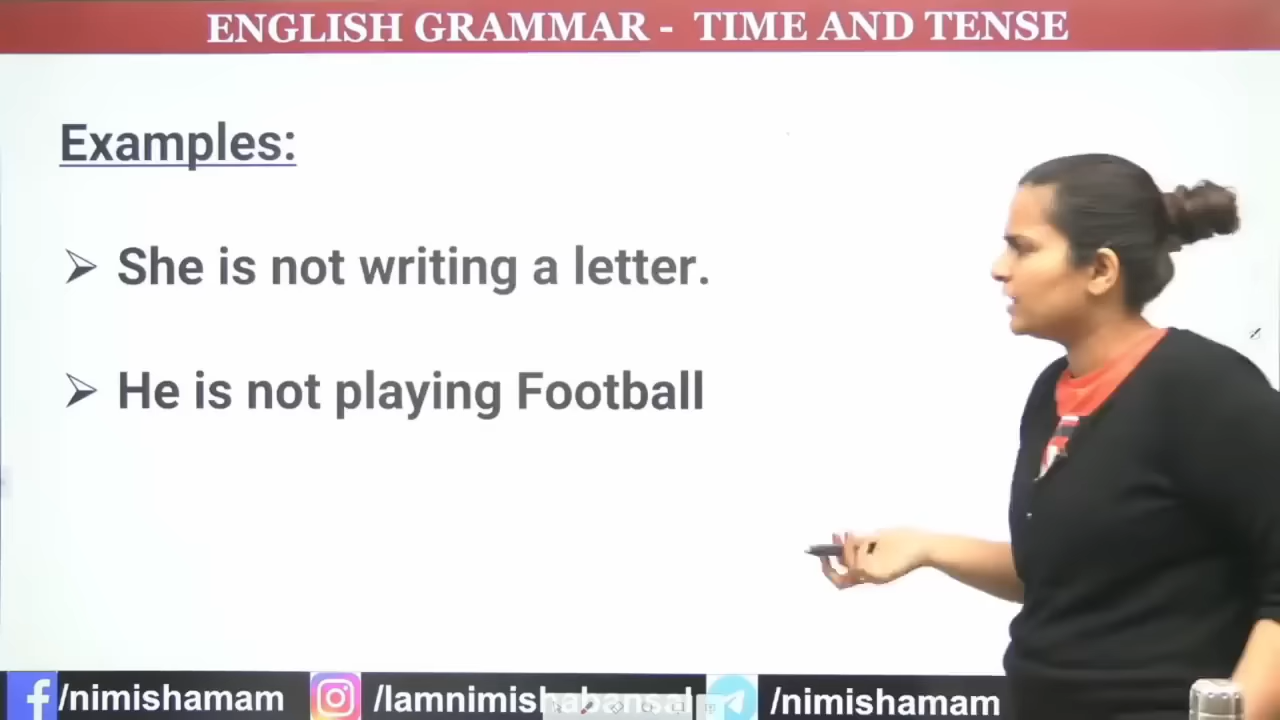 ENGLISH GRAMMAR - TIME AND TENSE
Examples:
➢ She is not writing a letter.
➢ He is not playing Football
/nimishamam
/Iamnimishabansal
/nimishamam